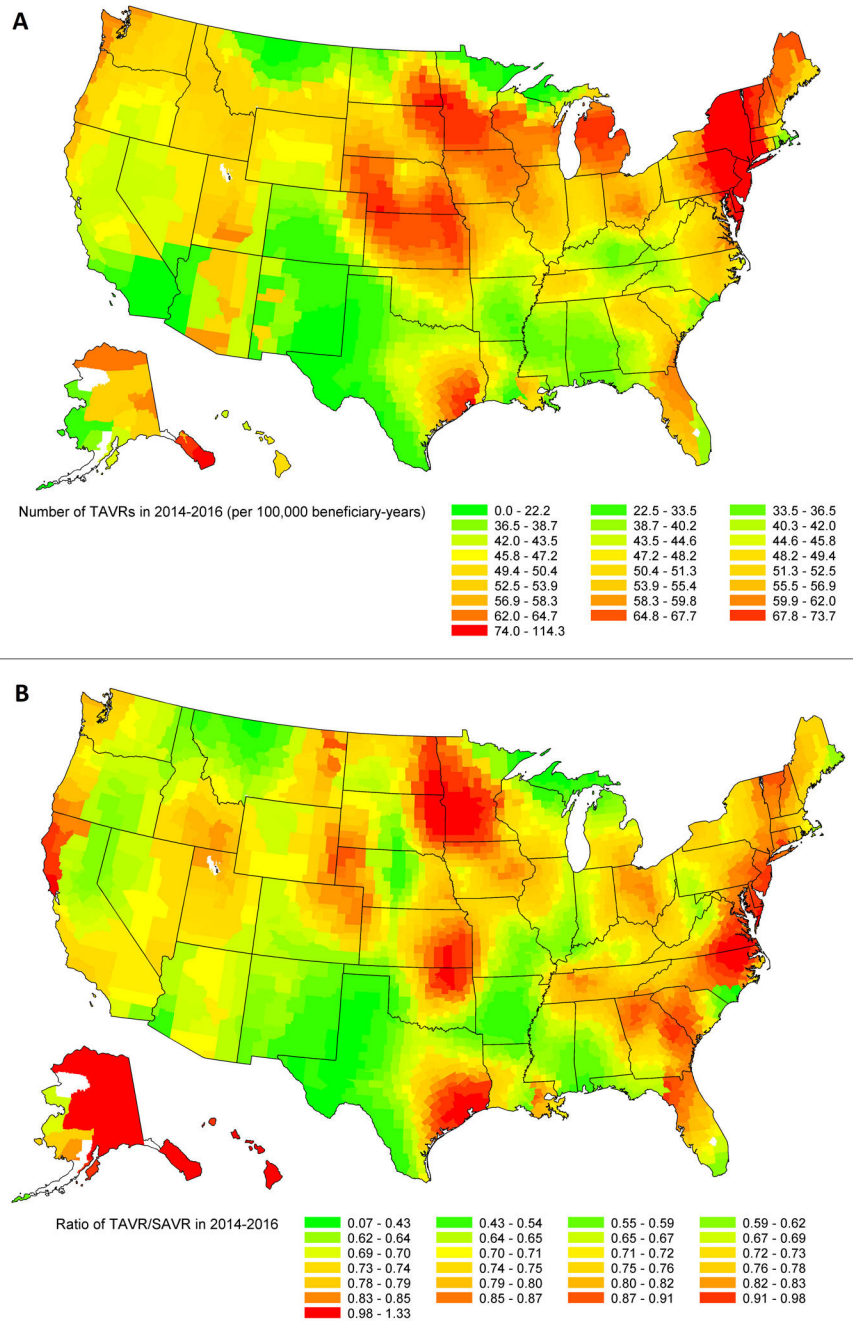 A
Number of TAVRs in 2014-2016 (per 100,000 beneficiary-years)
0.0 - 22.2 22.5 - 33.5 33.5 - 36.5
36.5 - 38.7 38.7 - 40.2 40.3 - 42.0
42.0 - 43.5 43.5 - 44.6 44.6 - 45.8
45.8 - 47.2 47.2 - 48.2 48.2 - 49.4
49.4 - 50.4 50.4 - 51.3 51.3 - 52.5
52.5 - 53.9 53.9 - 55.4 55.5 - 56.9
56.9 - 58.3 58.3 - 59.8 59.9 - 62.0
62.0 - 64.7 64.8 - 67.7 67.8 - 73.7
74.0 - 114.3
B
Ratio of TAVR/SAVR in 2014-2016
0.07 - 0.43 0.43 - 0.54 0.55 - 0.59 0.59 - 0.62
0.62 - 0.64 0.64 - 0.65 0.65 - 0.67 0.67 - 0.69
0.69 - 0.70 0.70 - 0.71 0.71 - 0.72 0.72 - 0.73
0.73 - 0.74 0.74 - 0.75 0.75 - 0.76 0.76 - 0.78
0.78 - 0.79 0.79 - 0.80 0.80 - 0.82 0.82 - 0.83
0.83 - 0.85 0.85 - 0.87 0.87 - 0.91 0.91 - 0.98
0.98 - 1.33